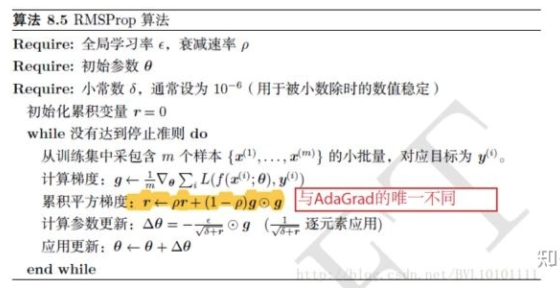 算法 8.5 RMSProp 算法
Require: 全局学习率 ϵ，衰减速率 ρ
Require: 初始参数 θ
Require: 小常数 δ，通常设为 10⁻⁶（用于被小数除时的数值稳定）
初始化累积变量 r = 0
while 没有达到停止准则 do
从训练集中采包含 m 个样本 {x⁽¹⁾, . . . , x⁽ᵐ⁾} 的小批量，对应目标为 y⁽ⁱ⁾。
计算梯度：g ← 1/m ∇θ ∑ᵢ L(f(x⁽ⁱ⁾; θ), y⁽ⁱ⁾)
累积平方梯度：r ← ρr + (1 − ρ)g ⊙ g 与AdaGrad的唯一不同
计算参数更新：Δθ = −ϵ/√(δ+r) ⊙ g (1/√(δ+r) 逐元素应用)
应用更新：θ ← θ + Δθ
end while
知